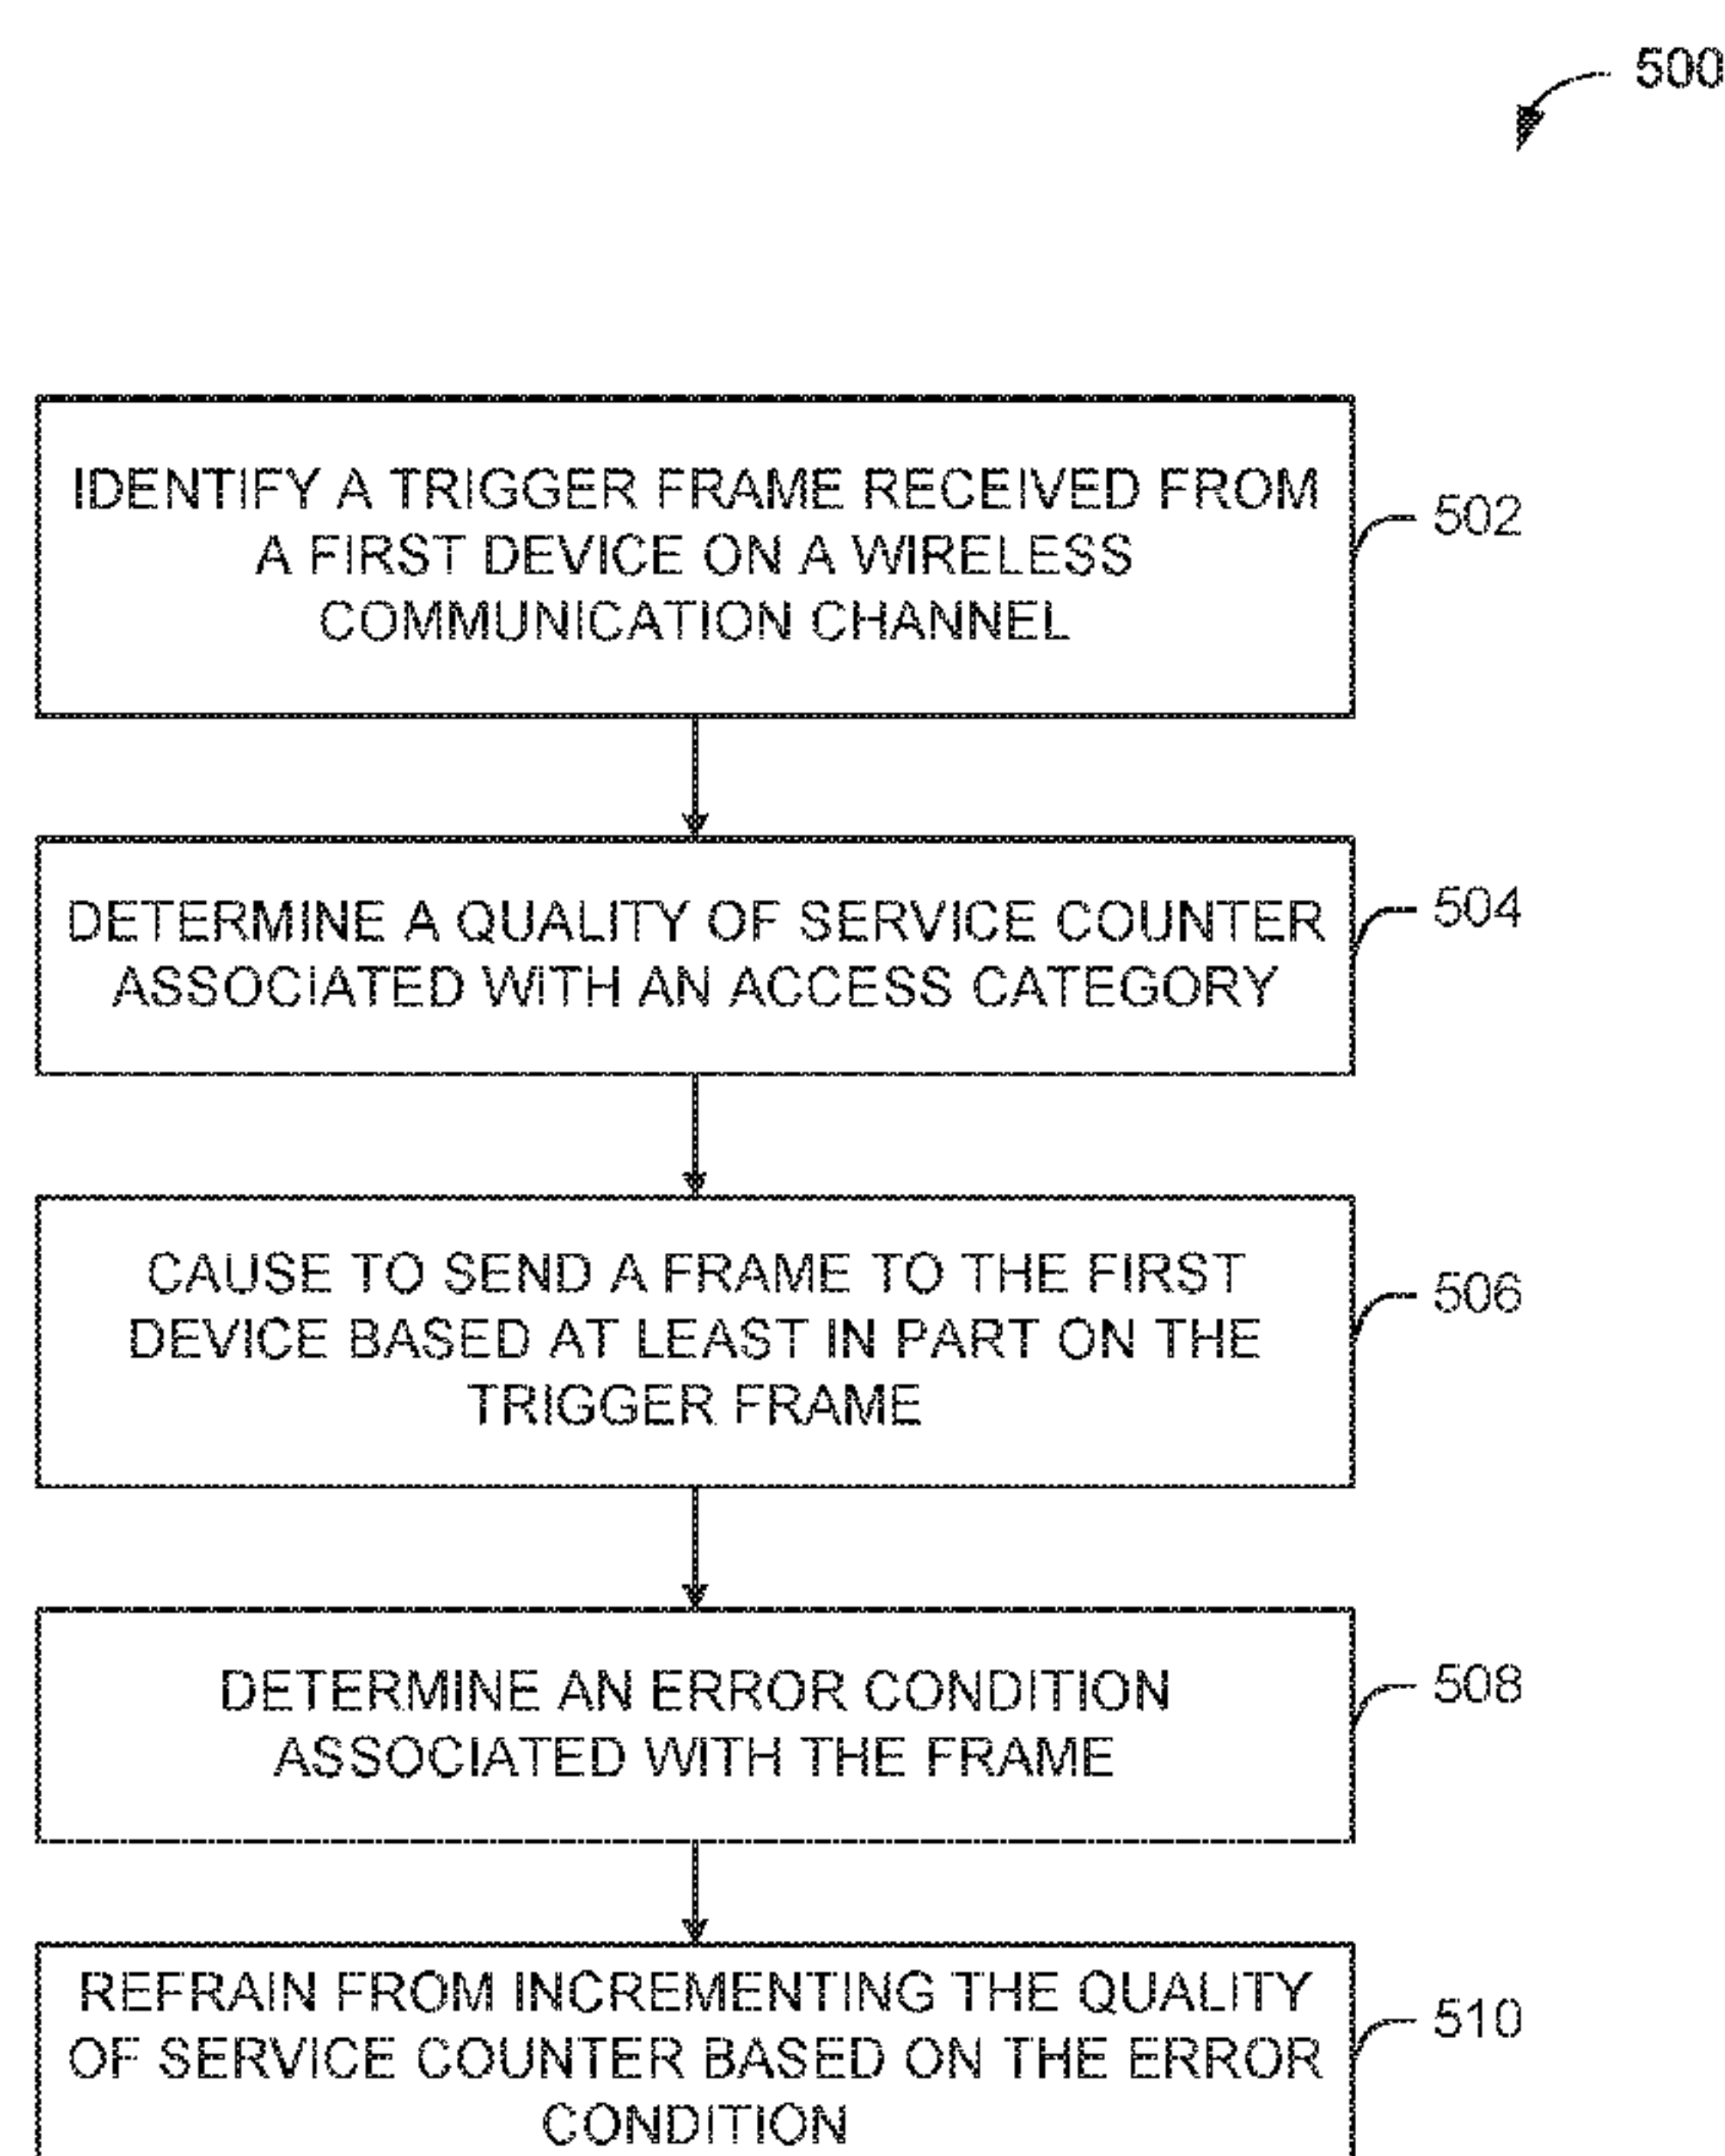 500
IDENTIFY A TRIGGER FRAME RECEIVED FROM
A FIRST DEVICE ON A WIRELESS
COMMUNICATION CHANNEL
502
DETERMINE A QUALITY OF SERVICE COUNTER
ASSOCIATED WITH AN ACCESS CATEGORY
504
CAUSE TO SEND A FRAME TO THE FIRST
DEVICE BASED AT LEAST IN PART ON THE
TRIGGER FRAME
506
DETERMINE AN ERROR CONDITION
ASSOCIATED WITH THE FRAME
508
REFRAIN FROM INCREMENTING THE QUALITY
OF SERVICE COUNTER BASED ON THE ERROR
CONDITION
510